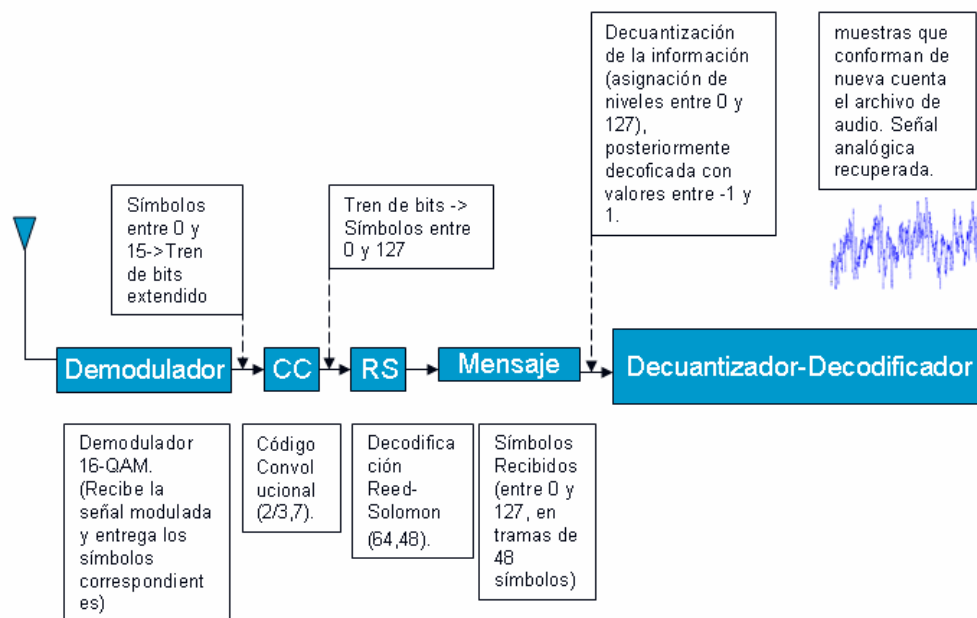 Decuantización
de la información
(asignación de
niveles entre 0 y
127),
posteriormente
decoficada con
valores entre -1 y
1.
muestras que
conforman de
nueva cuenta
el archivo de
audio. Señal
analógica
recuperada.
Símbolos
entre 0 y
15->Tren
de bits
extendido
Tren de bits ->
Símbolos entre
0 y 127
Demodulador
CC
RS
Mensaje
Decuantizador-Decodificador
Demodulador
16-QAM.
(Recibe la
señal modulada
y entrega los
símbolos
correspondient
es)
Código
Convol
ucional
(2/3,7).
Decodific
ación
Reed-
Solomon
(64,48).
Símbolos
Recibidos
(entre 0 y
127, en
tramas de
48
símbolos)